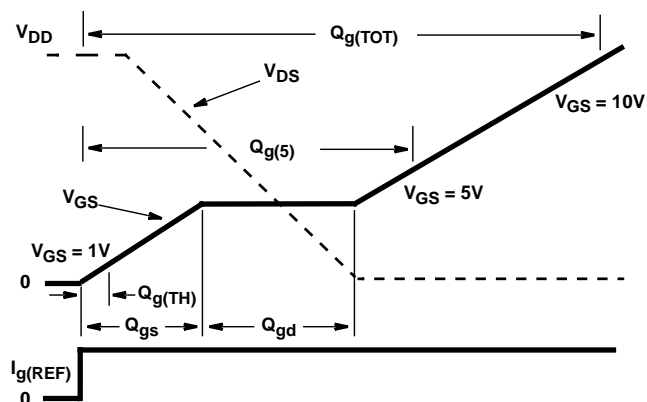 V_DD
Q_g(TOT)
V_DS
V_GS = 10V
Q_g(5)
V_GS
V_GS = 5V
V_GS = 1V
0
Q_g(TH)
Q_gs
Q_gd
I_g(REF)
0